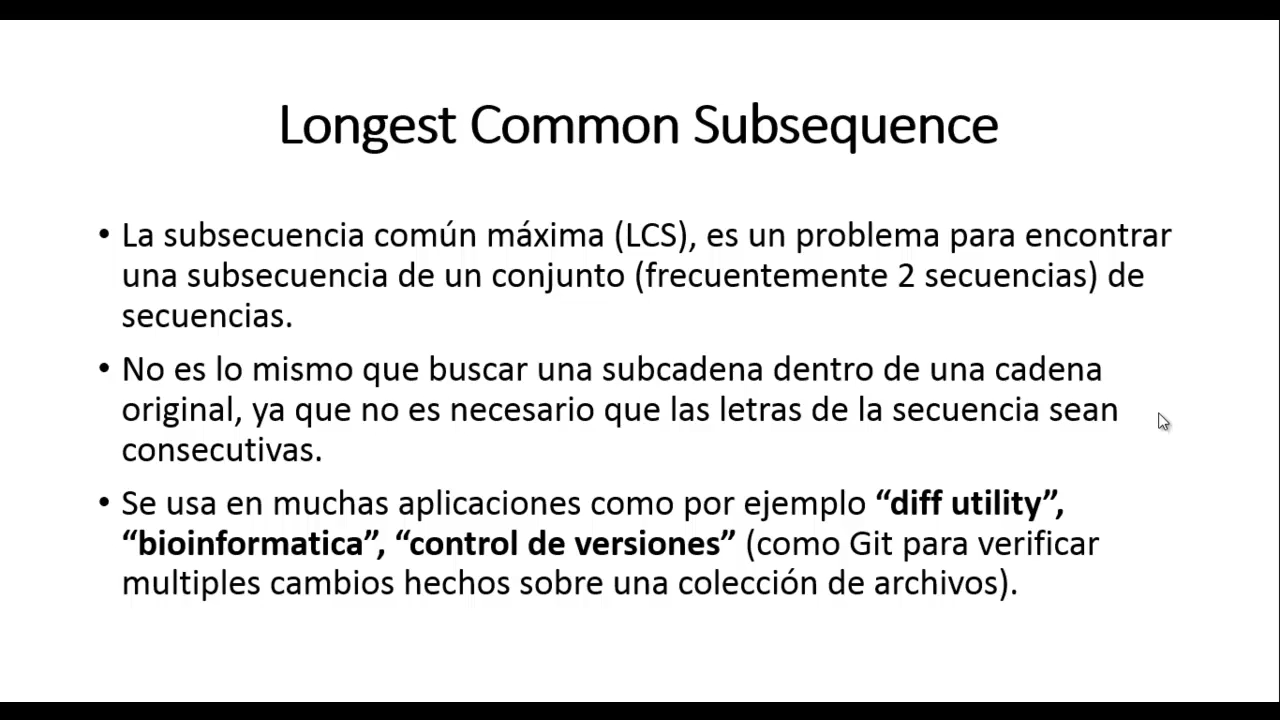 Longest Common Subsequence
• La subsecuencia común máxima (LCS), es un problema para encontrar
una subsecuencia de un conjunto (frecuentemente 2 secuencias) de
secuencias.
• No es lo mismo que buscar una subcadena dentro de una cadena
original, ya que no es necesario que las letras de la secuencia sean
consecutivas.
• Se usa en muchas aplicaciones como por ejemplo “diff utility”,
“bioinformatica”, “control de versiones” (como Git para verificar
multiples cambios hechos sobre una colección de archivos).